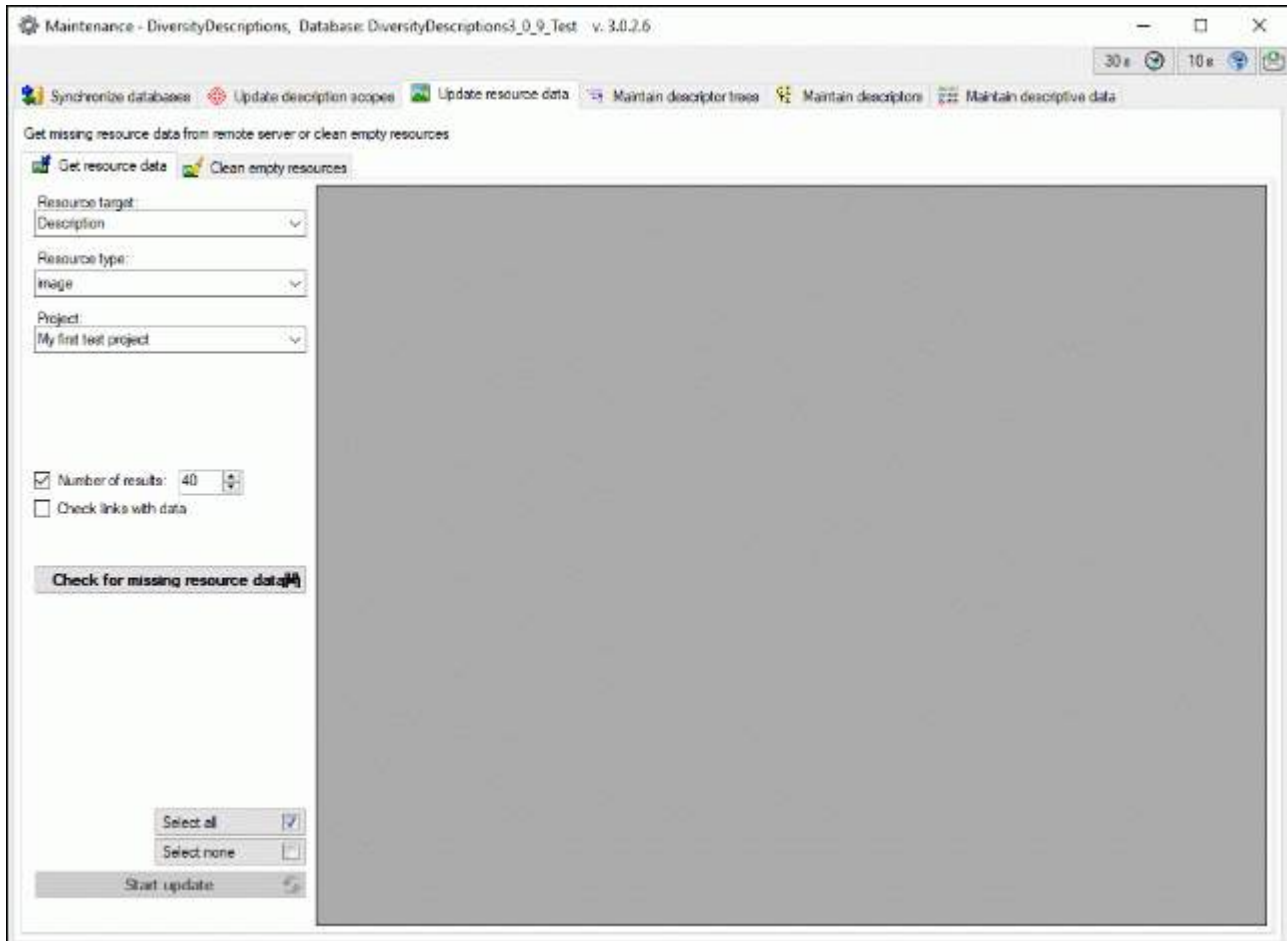 Maintenance - DiversityDescriptions, Database: DiversityDescriptions3_0_9_Test v. 3.0.2.6
30 s 10 s
Synchronize databases Update description scopes Update resource data Maintain descriptor trees Maintain descriptors Maintain descriptive data
Get missing resource data from remote server or clean empty resources
Get resource data Clean empty resources
Resource target:
Description
Resource type:
image
Project:
My first test project
Number of results: 40
Check links with data
Check for missing resource data
Select all
Select none
Start update